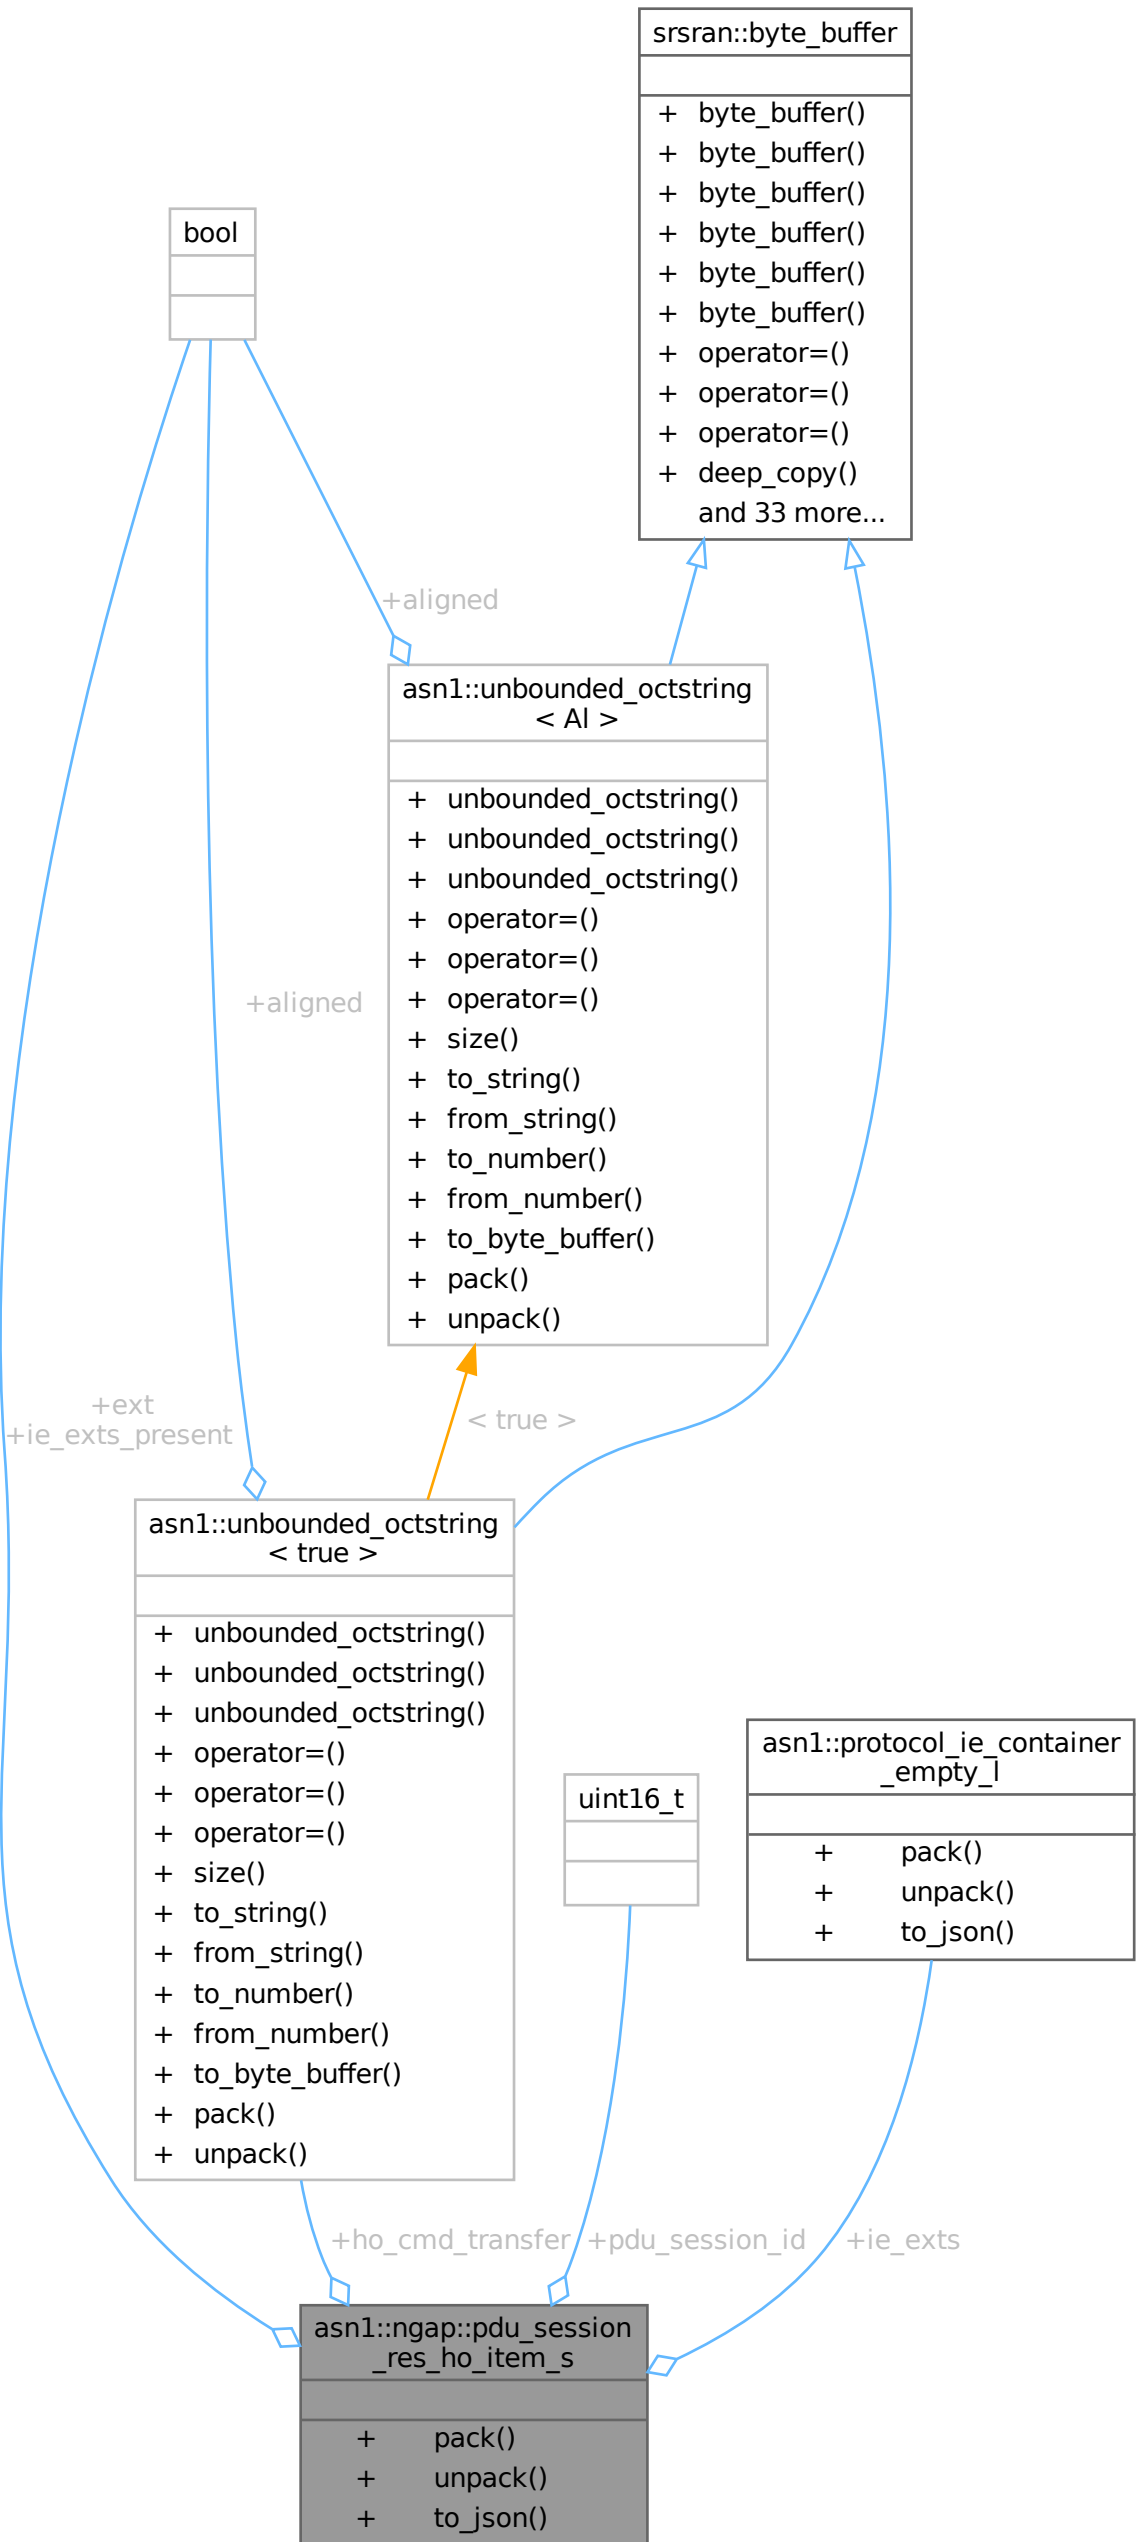 srsran::byte_buffer
+ byte_buffer()
+ byte_buffer()
+ byte_buffer()
+ byte_buffer()
+ byte_buffer()
+ byte_buffer()
+ operator=()
+ operator=()
+ operator=()
+ deep_copy()
and 33 more...
bool
+aligned
asn1::unbounded_octstring
< Al >
+ unbounded_octstring()
+ unbounded_octstring()
+ unbounded_octstring()
+ operator=()
+ operator=()
+ operator=()
+ size()
+ to_string()
+ from_string()
+ to_number()
+ from_number()
+ to_byte_buffer()
+ pack()
+ unpack()
+aligned
+ext
+ie_exts_present
< true >
asn1::unbounded_octstring
< true >
+ unbounded_octstring()
+ unbounded_octstring()
+ unbounded_octstring()
+ operator=()
+ operator=()
+ operator=()
+ size()
+ to_string()
+ from_string()
+ to_number()
+ from_number()
+ to_byte_buffer()
+ pack()
+ unpack()
uint16_t
asn1::protocol_ie_container
_empty_l
+ pack()
+ unpack()
+ to_json()
+ho_cmd_transfer
+pdu_session_id
+ie_exts
asn1::ngap::pdu_session
_res_ho_item_s
+ pack()
+ unpack()
+ to_json()